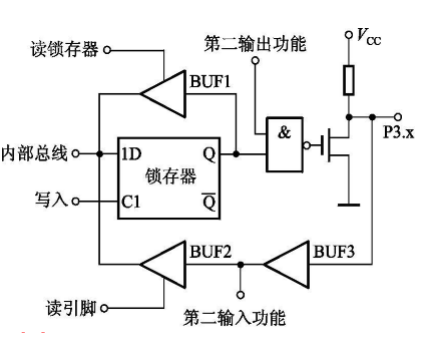 读锁存器
第二输出功能
VCC
BUF1
&
P3.x
内部总线
1D
Q
锁存器
写入
C1
Q̅
BUF2
BUF3
读引脚
第二输入功能